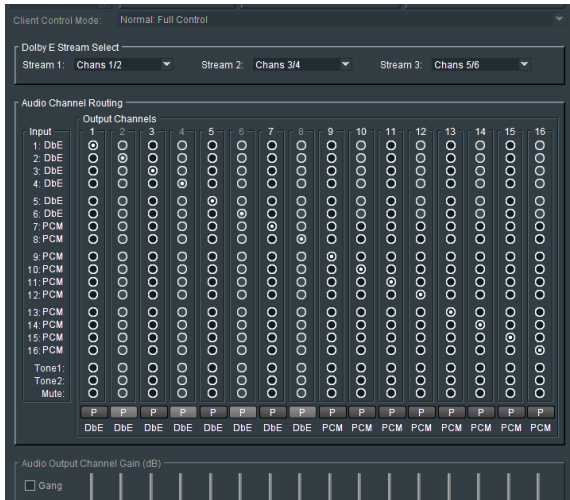 Client Control Mode: Normal: Full Control
Dolby E Stream Select
Stream 1: Chans 1/2 Stream 2: Chans 3/4 Stream 3: Chans 5/6
Audio Channel Routing
Output Channels
Input 1 2 3 4 5 6 7 8 9 10 11 12 13 14 15 16
1: DbE
2: DbE
3: DbE
4: DbE
5: DbE
6: DbE
7: PCM
8: PCM
9: PCM
10: PCM
11: PCM
12: PCM
13: PCM
14: PCM
15: PCM
16: PCM
Tone1:
Tone2:
Mute:
P P P P P P P P P P P P P P P P
DbE DbE DbE DbE DbE DbE DbE DbE PCM PCM PCM PCM PCM PCM PCM PCM
Audio Output Channel Gain (dB)
Gang